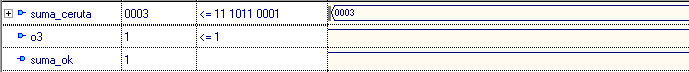 suma_ceruta 0003 <= 11 1011 0001 0003
o3 1 <= 1
suma_ok 1